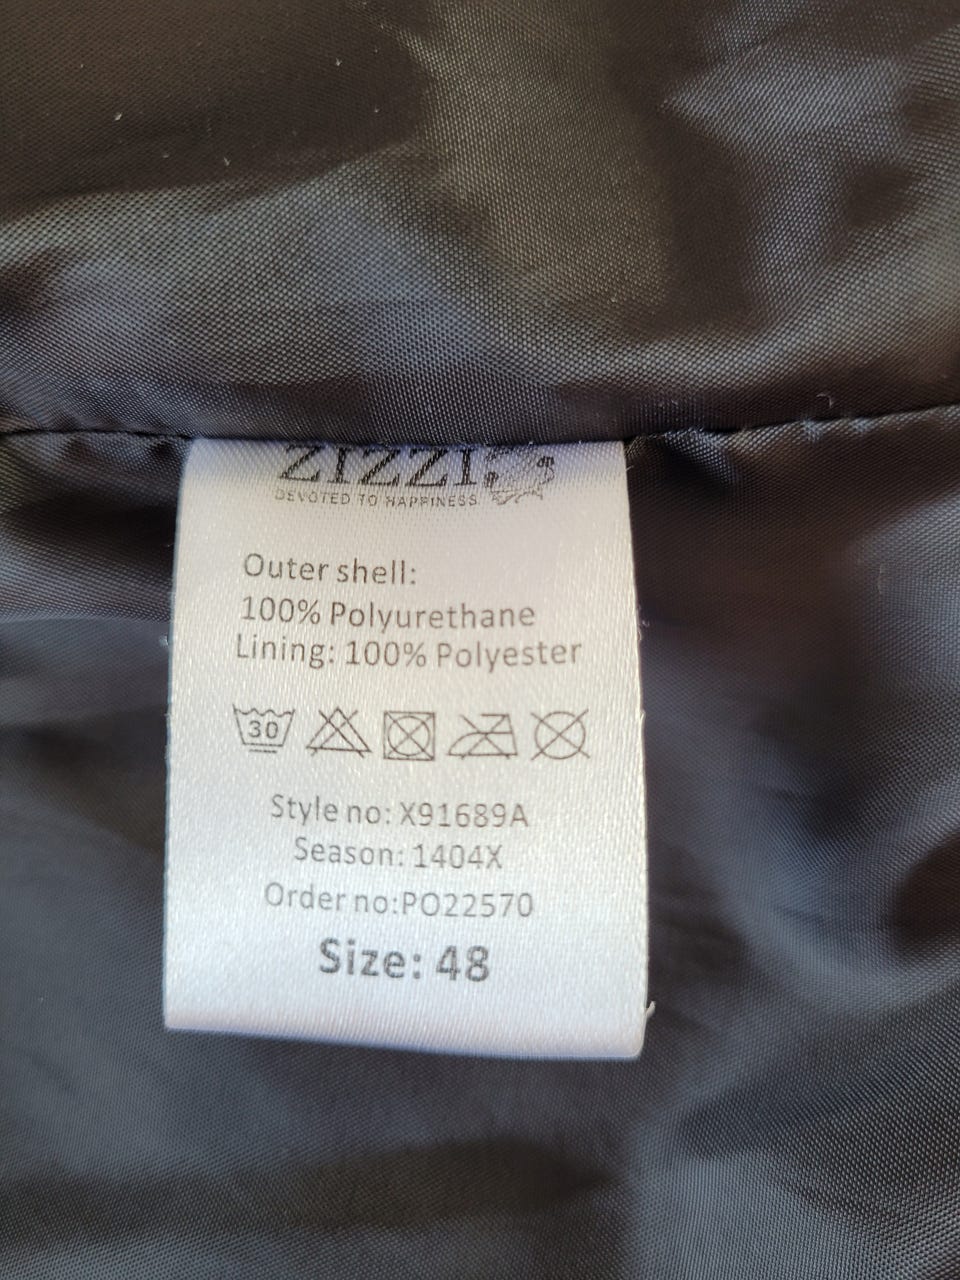 ZIZZI
DEVOTED TO HAPPINESS
Outer shell:
100% Polyurethane
Lining: 100% Polyester
30
Style no: X91689A
Season: 1404X
Order no:PO22570
Size: 48